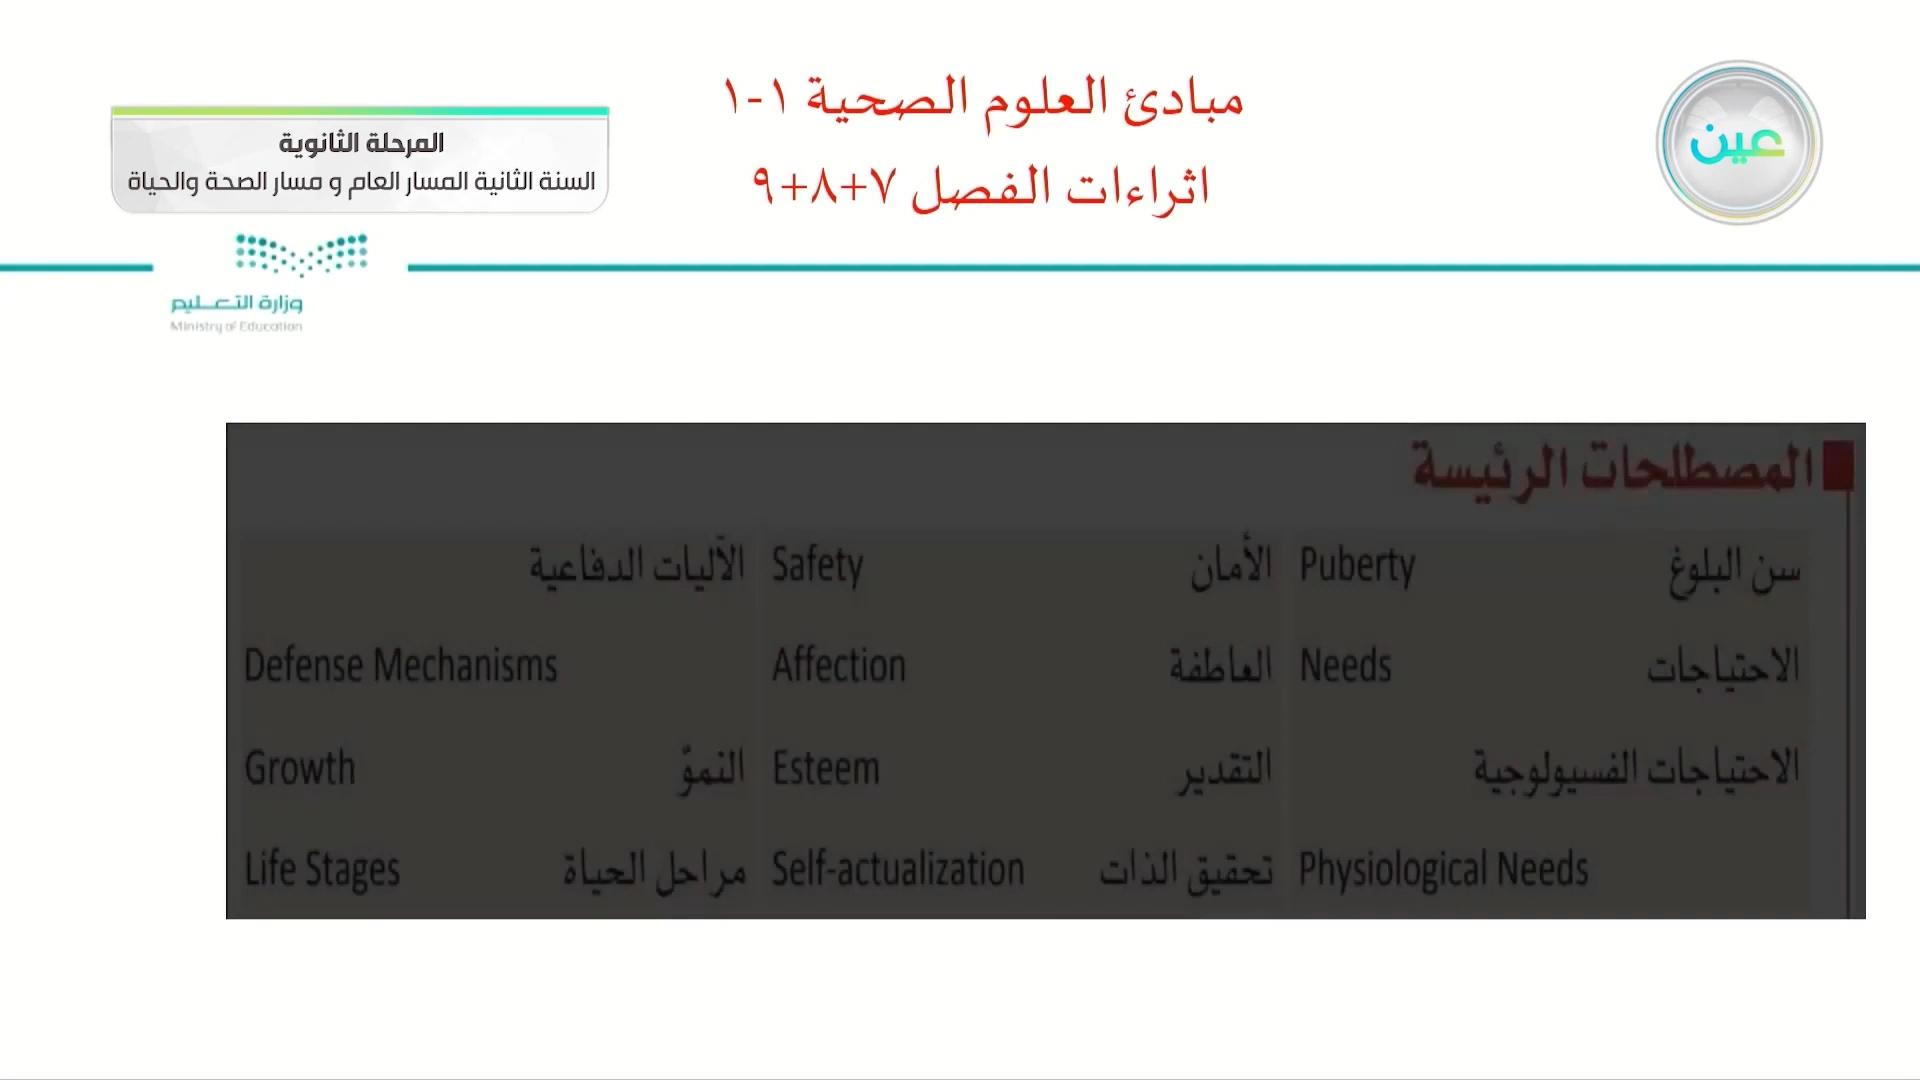 مبادئ العلوم الصحية ١-١
اثراءات الفصل ٧+٨+٩
عين
المرحلة الثانوية
السنة الثانية المسار العام و مسار الصحة والحياة
وزارة التعليم
Ministry of Education
المصطلحات الرئيسة
سن البلوغ Puberty
الاحتياجات Needs
الاحتياجات الفسيولوجية
Physiological Needs
الأمان Safety
العاطفة Affection
التقدير Esteem
تحقيق الذات Self-actualization
الآليات الدفاعية
Defense Mechanisms
النموّ Growth
مراحل الحياة Life Stages